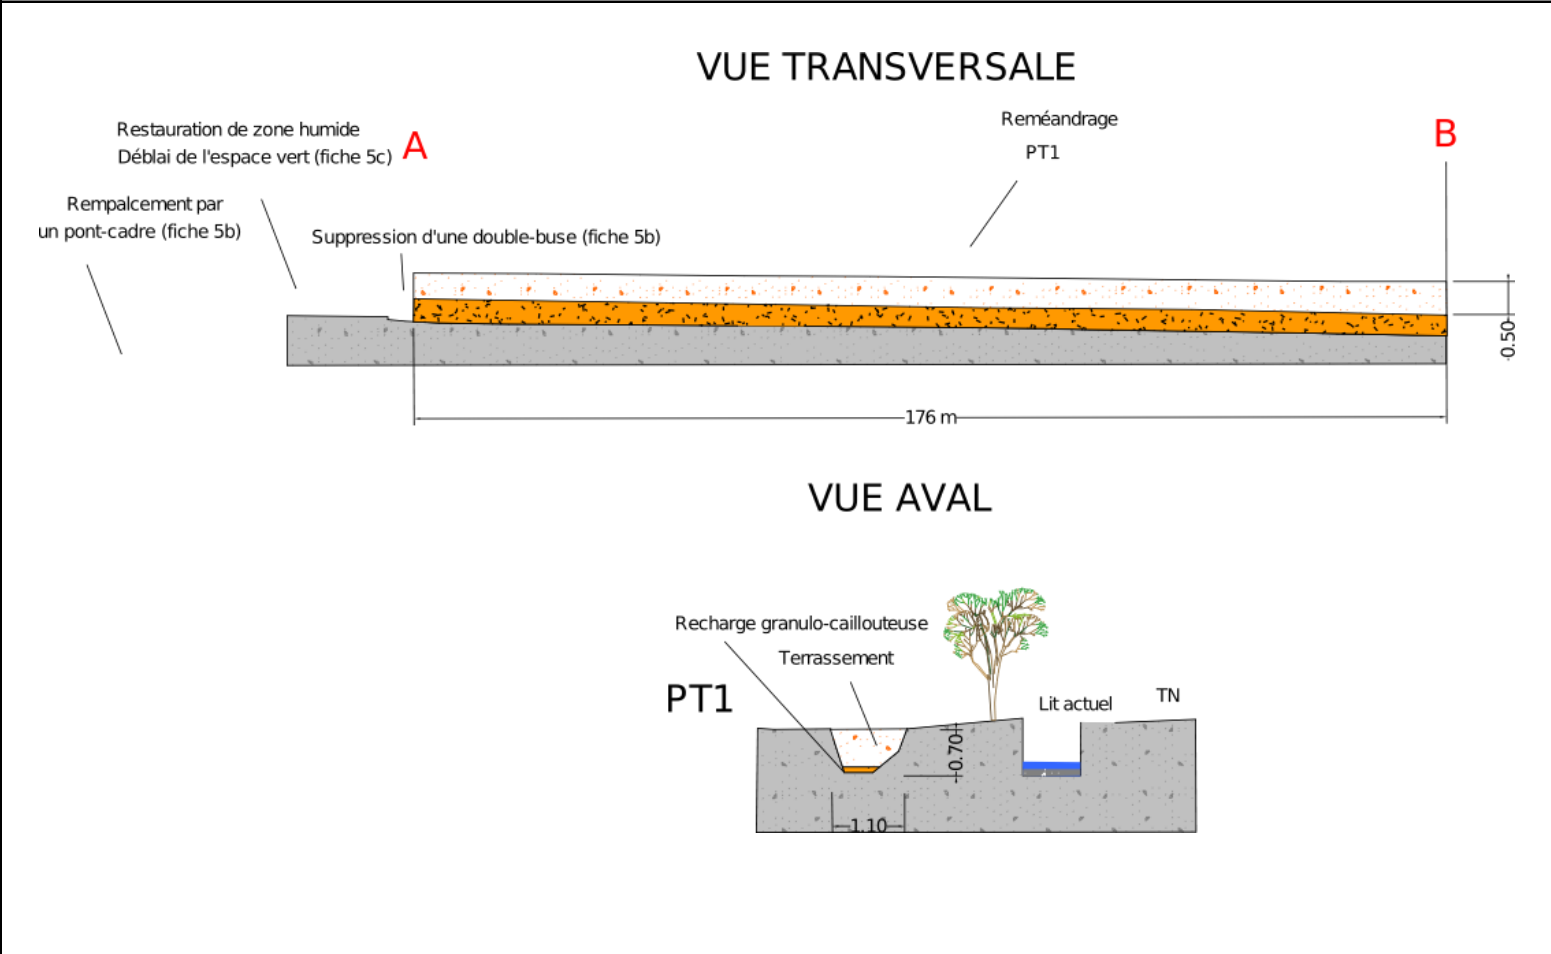 VUE TRANSVERSALE
Restauration de zone humide
Déblai de l'espace vert (fiche 5c)
A
Reméandrage
PT1
B
Rempalcement par
un pont-cadre (fiche 5b)
Suppression d'une double-buse (fiche 5b)
0.50
176 m
VUE AVAL
Recharge granulo-caillouteuse
Terrassement
PT1
Lit actuel
TN
0.70
1.10